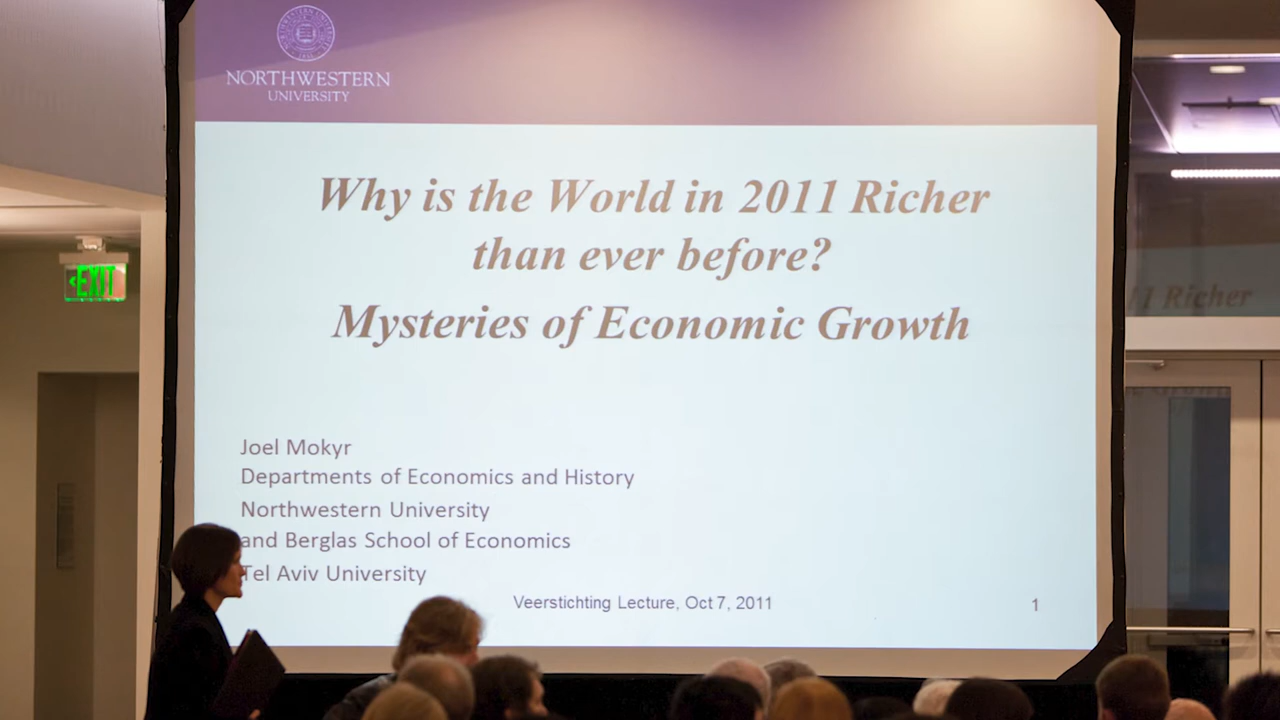 NORTHWESTERN
UNIVERSITY
Why is the World in 2011 Richer
than ever before?
Mysteries of Economic Growth
Joel Mokyr
Departments of Economics and History
Northwestern University
and Berglas School of Economics
Tel Aviv University
Veerstichting Lecture, Oct 7, 2011
1
EXIT
11 Richer